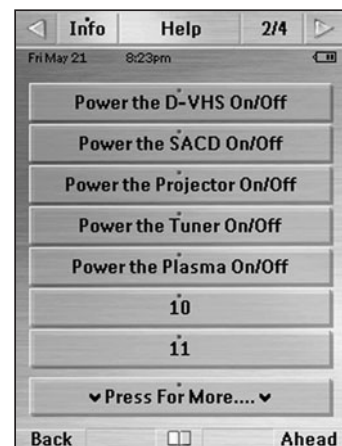 Info Help 2/4
Fri May 21 8:23pm
Power the D-VHS On/Off
Power the SACD On/Off
Power the Projector On/Off
Power the Tuner On/Off
Power the Plasma On/Off
10
11
Press For More....
Back Ahead